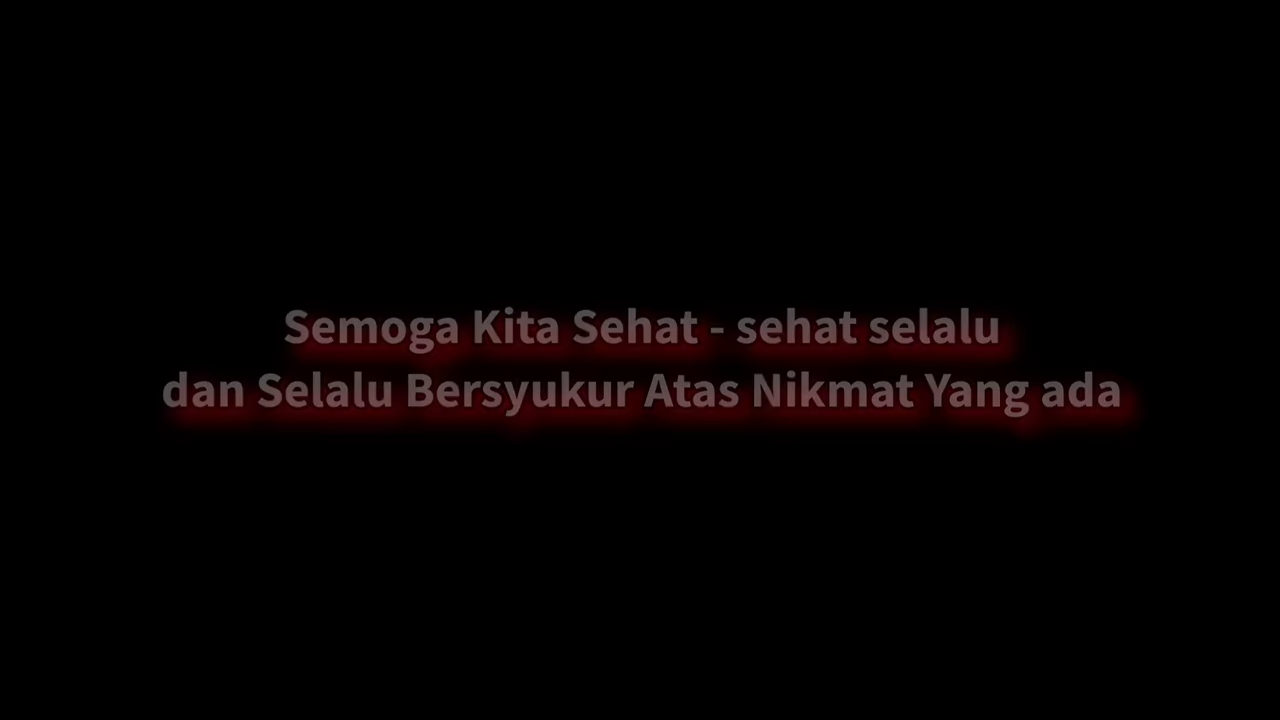 Semoga Kita Sehat - sehat selalu
dan Selalu Bersyukur Atas Nikmat Yang ada